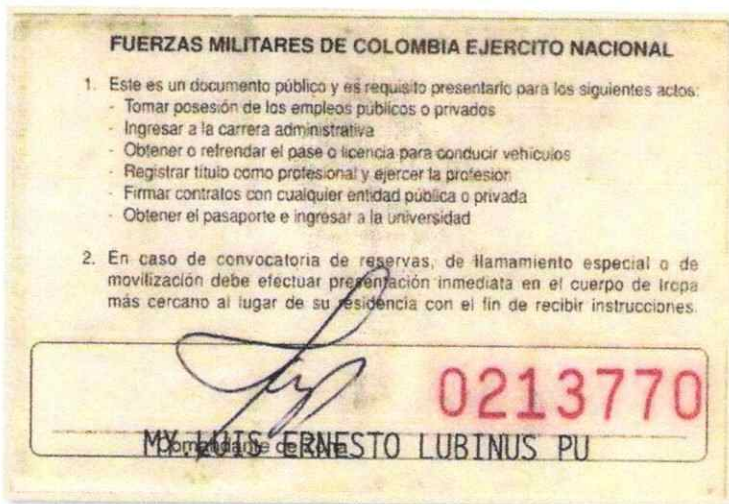 FUERZAS MILITARES DE COLOMBIA EJERCITO NACIONAL
1. Este es un documento público y es requisito presentarlo para los siguientes actos:
- Tomar posesión de los empleos públicos o privados
- Ingresar a la carrera administrativa
- Obtener o refrendar el pase o licencia para conducir vehículos
- Registrar título como profesional y ejercer la profesión
- Firmar contratos con cualquier entidad pública o privada
- Obtener el pasaporte e ingresar a la universidad
2. En caso de convocatoria de reservas, de llamamiento especial o de
movilización debe efectuar presentación inmediata en el cuerpo de tropa
más cercano al lugar de su residencia con el fin de recibir instrucciones.
0213770
MY. LUIS ERNESTO LUBINUS PU
Comandante de Zona